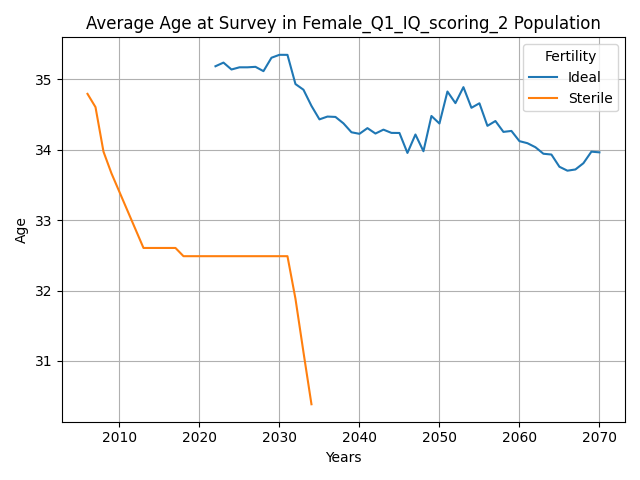 Average Age at Survey in Female_Q1_IQ_scoring_2 Population
Fertility
Ideal
Sterile
35
34
33
32
31
Age
2010
2020
2030
2040
2050
2060
2070
Years